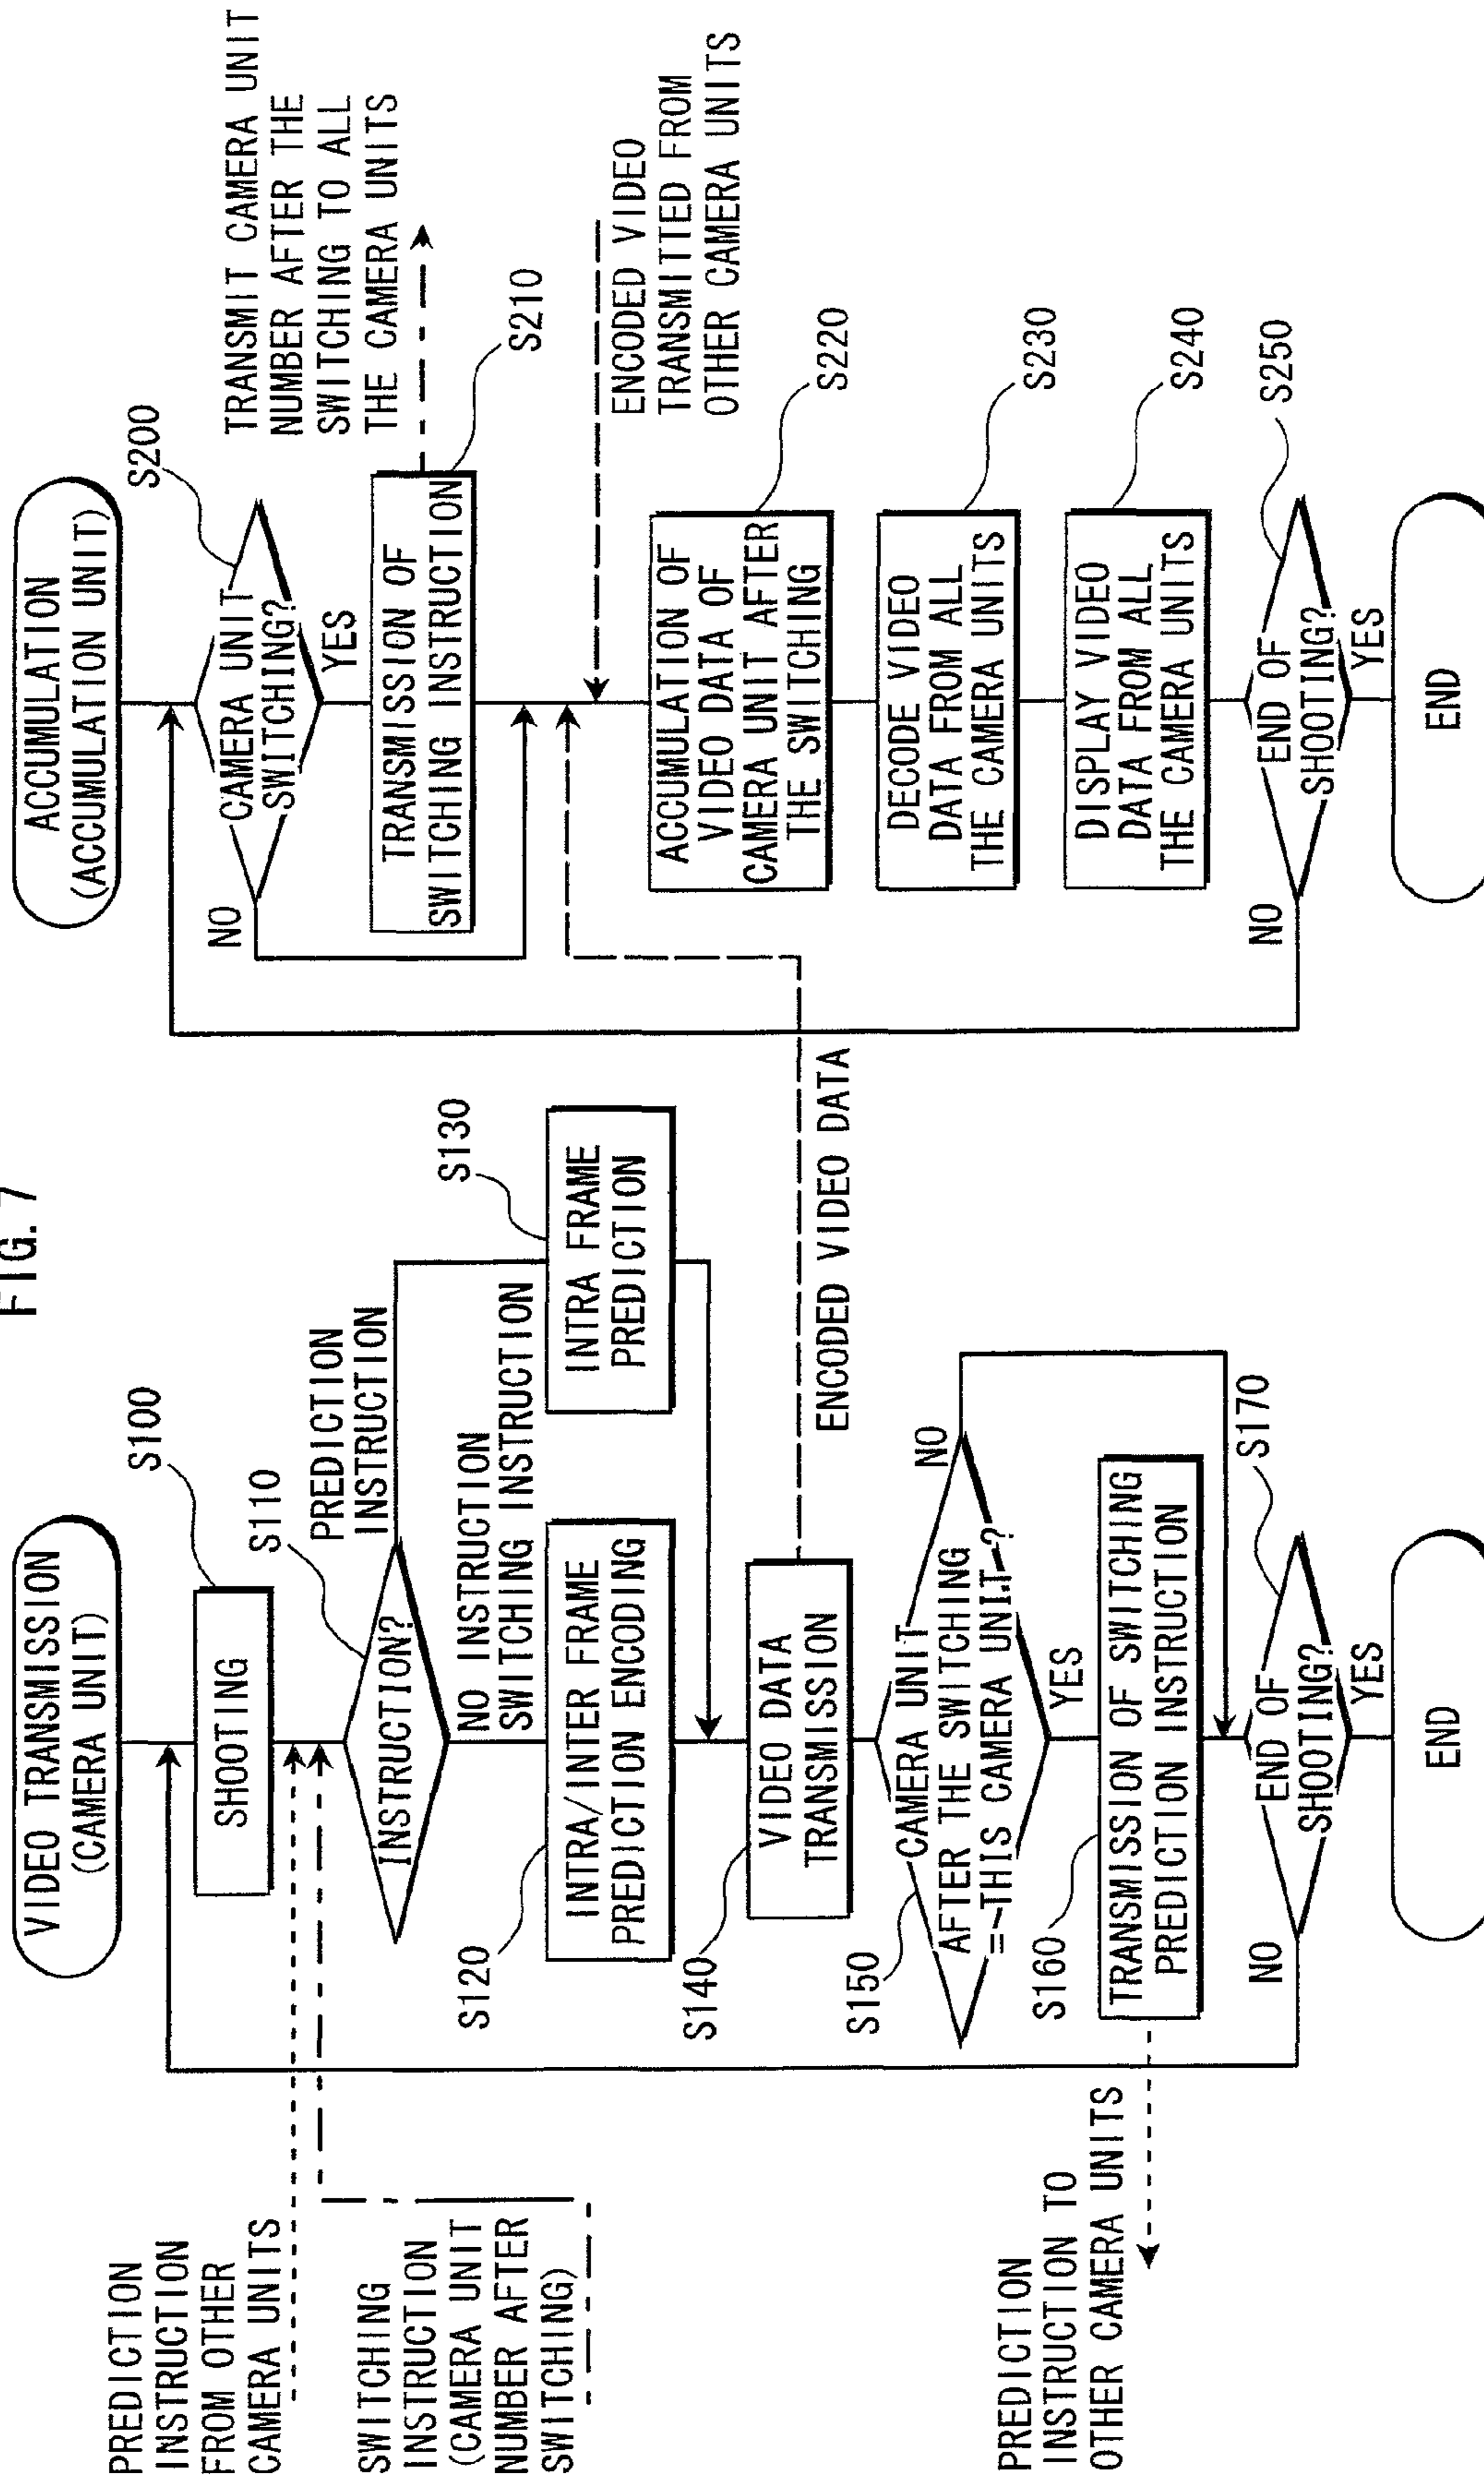 FIG. 7
VIDEO TRANSMISSION
(CAMERA UNIT)
S100
SHOOTING
PREDICTION
INSTRUCTION
FROM OTHER
CAMERA UNITS
SWITCHING
INSTRUCTION
(CAMERA UNIT
NUMBER AFTER
SWITCHING)
S110
INSTRUCTION?
PREDICTION
INSTRUCTION
NO INSTRUCTION
SWITCHING INSTRUCTION
S120
INTRA/INTER FRAME
PREDICTION ENCODING
S130
INTRA FRAME
PREDICTION
S140
VIDEO DATA
TRANSMISSION
ENCODED VIDEO DATA
S150
CAMERA UNIT
AFTER THE SWITCHING
= THIS CAMERA UNIT ?
NO
YES
S160
TRANSMISSION OF SWITCHING
PREDICTION INSTRUCTION
PREDICTION
INSTRUCTION TO
OTHER CAMERA UNITS
S170
END OF
SHOOTING?
NO
YES
END
ACCUMULATION
(ACCUMULATION UNIT)
S200
CAMERA UNIT
SWITCHING?
NO
YES
TRANSMIT CAMERA UNIT
NUMBER AFTER THE
SWITCHING TO ALL
THE CAMERA UNITS
TRANSMISSION OF
SWITCHING INSTRUCTION
S210
ENCODED VIDEO
TRANSMITTED FROM
OTHER CAMERA UNITS
ACCUMULATION OF
VIDEO DATA OF
CAMERA UNIT AFTER
THE SWITCHING
S220
DECODE VIDEO
DATA FROM ALL
THE CAMERA UNITS
S230
DISPLAY VIDEO
DATA FROM ALL
THE CAMERA UNITS
S240
S250
END OF
SHOOTING?
NO
YES
END